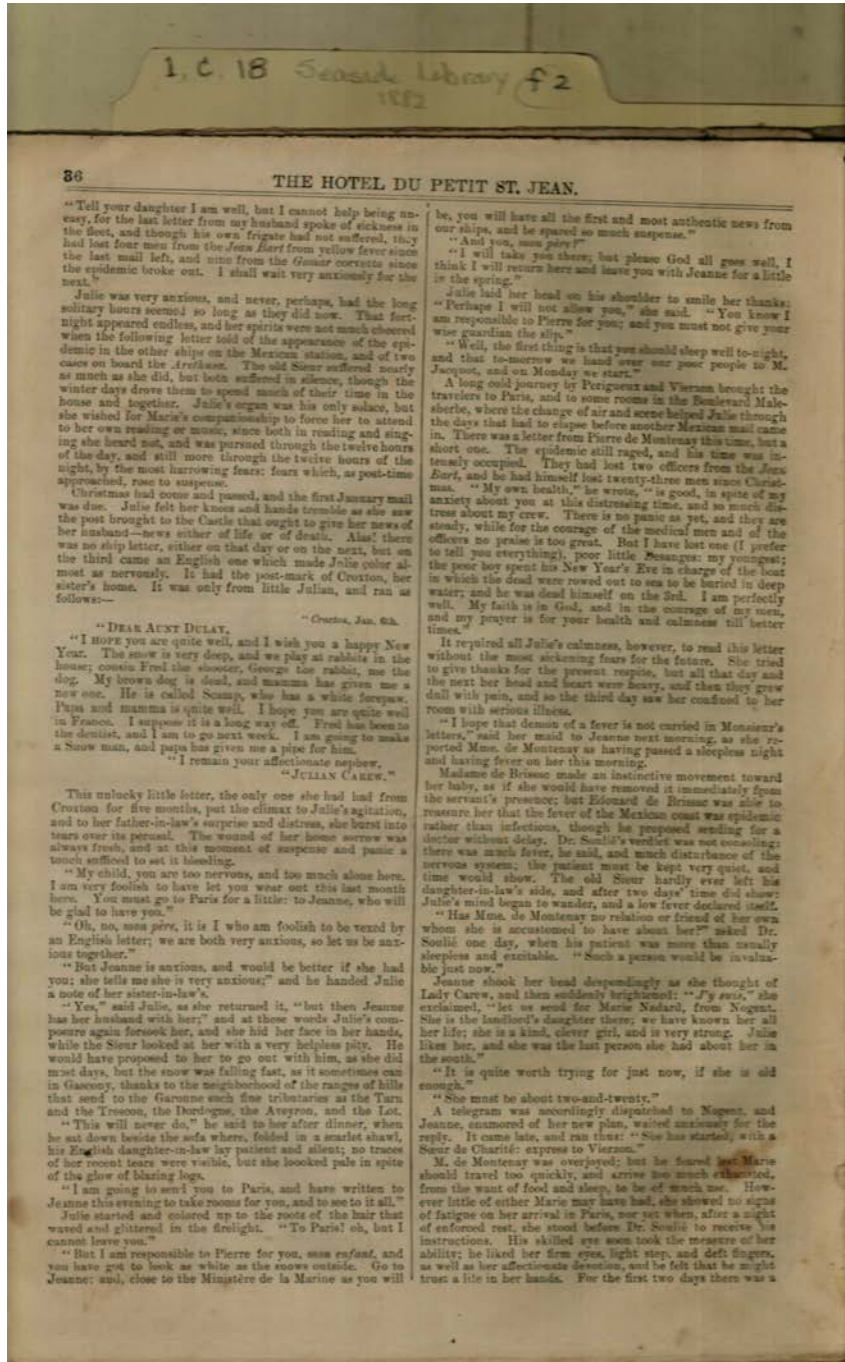 1. C. 18 Seaside Library f 2
1882
36
THE HOTEL DU PETIT ST. JEAN.
"Tell your daughter I am well, but I cannot help being un-
easy, for the last letter from my husband spoke of sickness in
the fleet, and though his own frigate had not suffered, they
had lost four men from the Jean Bart from yellow fever since
the last mail left, and nine from the corvette since
the epidemic broke out. I shall wait very anxiously for the
next."
Julie was very anxious, and never, perhaps, had the long
solitary hours seemed so long as they did now. That fort-
night appeared endless, and her spirits were not much cheered
when the following letter told of the appearance of the epi-
demic in the other ships on the Mexican station, and of two
cases on board the Arethuse. The old Sieur suffered nearly
as much as she did, but both suffered in silence, though the
winter days drove them to spend much of their time in the
house and together. Julie's organ was his only solace, but
she wished for Marie's companionship to force her to attend
to her own reading or music, since both in reading and sing-
ing she heard not, and was pursued through the twelve hours
of the day, and still more through the twelve hours of the
night, by the most harrowing fears: fears which, as post-time
approached, rose to suspense.
Christmas had come and passed, and the first January mail
was due. Julie felt her knees and hands tremble as she saw
the post brought to the Castle that ought to give her news of
her husband—news either of life or of death. Alas! there
was no ship letter, either on that day or on the next, but on
the third came an English one which made Julie color al-
most as nervously. It had the post-mark of Croxton, her
sister's home. It was only from little Julian, and ran as
follows:—
"Croxton, Jan. 6th.
"DEAR AUNT DULAY,
"I HOPE you are quite well, and I wish you a happy New
Year. The snow is very deep, and we play at rabbits in the
house; cousin Fred the shooter, George the rabbit, me the
dog. My brown dog is dead, and mamma has given me a
new one. He is called Scamp, who has a white forepaw.
Papa and mamma is quite well. I hope you are quite well
in France. I suppose it is a long way off. Fred has been to
the dentist, and I am to go next week. I am going to make
a Snow man, and papa has given me a pipe for him.
"I remain your affectionate nephew,
"JULIAN CAREW."
This unlucky little letter, the only one she had had from
Croxton for five months, put the climax to Julie's agitation,
and to her father-in-law's surprise and distress, she burst into
tears over its perusal. The wound of her home sorrow was
always fresh, and at this moment of suspense and panic a
touch sufficed to set it bleeding.
"My child, you are too nervous, and too much alone here.
I am very foolish to have let you wear out this last month
here. You must go to Paris for a little: to Jeanne, who will
be glad to have you."
"Oh, no, mon père, it is I who am foolish to be vexed by
an English letter; we are both very anxious, so let us be anx-
ious together."
"But Jeanne is anxious, and would be better if she had
you; she tells me she is very anxious;" and he handed Julie
a note of her sister-in-law's.
"Yes," said Julie, as she returned it, "but then Jeanne
has her husband with her;" and at these words Julie's com-
posure again forsook her, and she hid her face in her hands,
while the Sieur looked at her with a very helpless pity. He
would have proposed to her to go out with him, as she did
most days, but the snow was falling fast, as it sometimes can
in Gascony, thanks to the neighborhood of the ranges of hills
that send to the Garonne such fine tributaries as the Tarn
and the Trescon, the Dordogne, the Aveyron, and the Lot.
"This will never do," he said to her after dinner, when
he sat down beside the sofa where, folded in a scarlet shawl,
his English daughter-in-law lay patient and silent; no traces
of her recent tears were visible, but she loooked pale in spite
of the glow of blazing logs.
"I am going to send you to Paris, and have written to
Jeanne this evening to take rooms for you, and to see to it all."
Julie started and colored up to the roots of the hair that
waved and glittered in the firelight. "To Paris! oh, but I
cannot leave you."
"But I am responsible to Pierre for you, mon enfant, and
you have got to look as white as the snows outside. Go to
Jeanne: and, close to the Ministère de la Marine as you will
be, you will have all the first and most authentic news from
our ships, and be spared so much suspense."
"And you, mon père?"
"I will take you there; but please God all goes well, I
think I will return here and leave you with Jeanne for a little
in the spring."
Julie laid her head on his shoulder to smile her thanks:
"Perhaps I will not allow you," she said. "You know I
am responsible to Pierre for you; and you must not give your
wise guardian the slip."
"Well, the first thing is that you should sleep well to-night,
and that to-morrow we hand over our poor people to M.
Jacquot, and on Monday we start."
A long cold journey by Perigueux and Vierzon brought the
travelers to Paris, and to some rooms in the Boulevard Male-
sherbe, where the change of air and scene helped Julie through
the days that had to elapse before another Mexican mail came
in. There was a letter from Pierre de Montenay this time, but a
short one. The epidemic still raged, and his time was in-
tensely occupied. They had lost two officers from the Jean
Bart, and he had himself lost twenty-three men since Christ-
mas. "My own health," he wrote, "is good, in spite of my
anxiety about you at this distressing time, and so much dis-
tress about my crew. There is no panic as yet, and they are
steady, while for the courage of the medical men and of the
officers no praise is too great. But I have lost one (I prefer
to tell you everything), poor little Desanges: my youngest;
the poor boy spent his New Year's Eve in charge of the boat
in which the dead were rowed out to sea to be buried in deep
water; and he was dead himself on the 3rd. I am perfectly
well. My faith is in God, and in the courage of my men,
and my prayer is for your health and calmness till better
times."
It required all Julie's calmness, however, to read this letter
without the most sickening fears for the future. She tried
to give thanks for the present respite, but all that day and
the next her head and heart were heavy, and then they grew
dull with pain, and so the third day saw her confined to her
room with serious illness.
"I hope that demon of a fever is not carried in Monsieur's
letters," said her maid to Jeanne next morning, as she re-
ported Mme. de Montenay as having passed a sleepless night
and having fever on her this morning.
Madame de Brissac made an instinctive movement toward
her baby, as if she would have removed it immediately from
the servant's presence; but Edouard de Brissac was able to
reassure her that the fever of the Mexican coast was epidemic
rather than infectious, though he proposed sending for a
doctor without delay. Dr. Soulié's verdict was not consoling:
there was much fever, he said, and much disturbance of the
nervous system; the patient must be kept very quiet, and
time would show. The old Sieur hardly ever left his
daughter-in-law's side, and after two days' time did show:
Julie's mind began to wander, and a low fever declared itself.
"Has Mme. de Montenay no relation or friend of her own
whom she is accustomed to have about her?" asked Dr.
Soulié one day, when his patient was more than usually
sleepless and excitable. "Such a person would be invalua-
ble just now."
Jeanne shook her head despondingly as she thought of
Lady Carew, and then suddenly brightened: "J'y suis," she
exclaimed, "let us send for Marie Nadard, from Nogent.
She is the landlord's daughter there; we have known her all
her life; she is a kind, clever girl, and is very strong. Julie
likes her, and she was the last person she had about her in
the south."
"It is quite worth trying for just now, if she is old
enough."
"She must be about two-and-twenty."
A telegram was accordingly dispatched to Nogent, and
Jeanne, enamored of her new plan, waited anxiously for the
reply. It came late, and ran thus: "She has started, with a
Sœur de Charité: express to Vierzon."
M. de Montenay was overjoyed; but he feared lest Marie
should travel too quickly, and arrive too much exhausted,
from the want of food and sleep, to be of much use. How-
ever little of either Marie may have had, she showed no signs
of fatigue on her arrival in Paris, nor yet when, after a night
of enforced rest, she stood before Dr. Soulié to receive his
instructions. His skilled eye soon took the measure of her
ability; he liked her firm eyes, light step, and deft fingers,
as well as her affectionate devotion, and he felt that he might
trust a life in her hands. For the first two days there was a